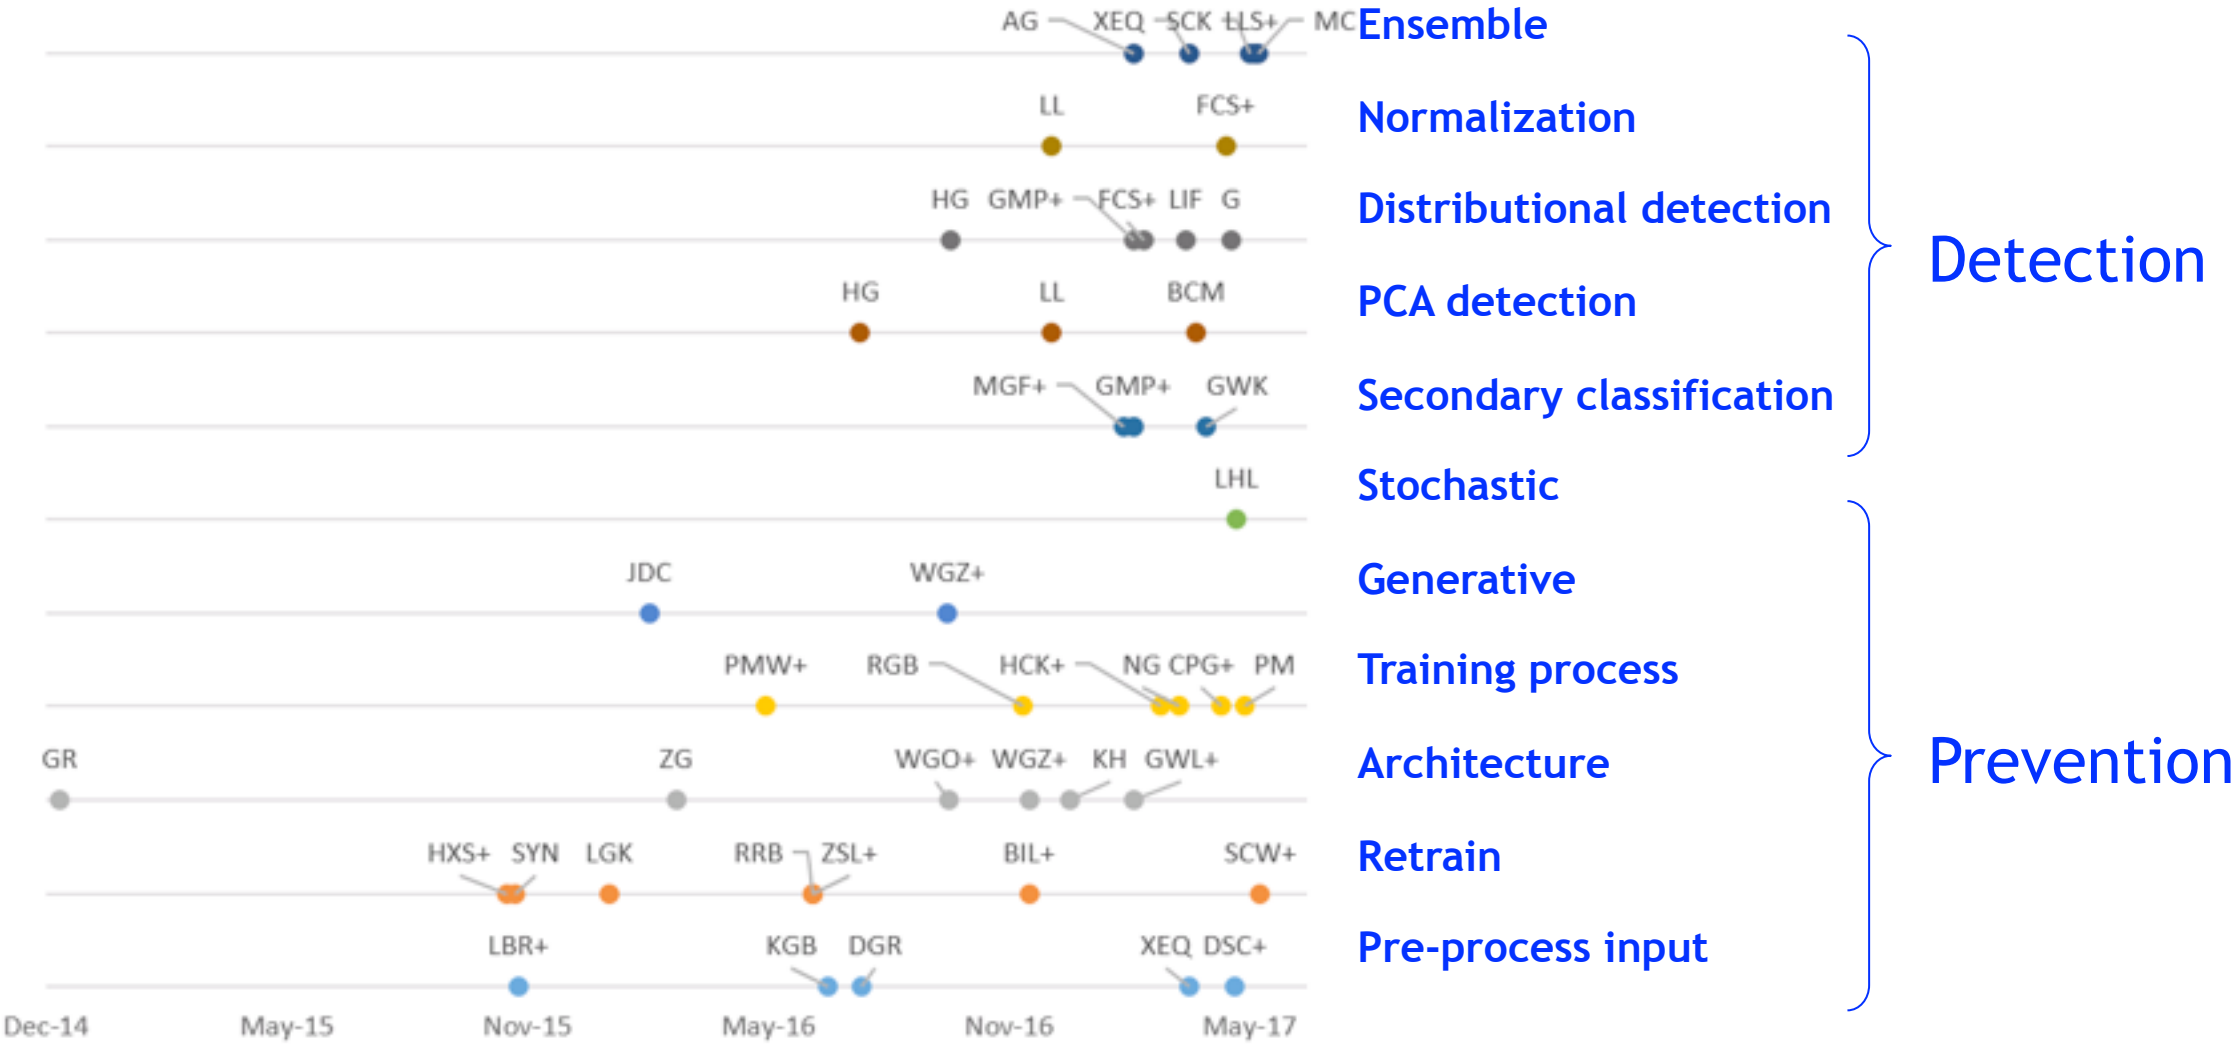 AG XEQ SCK LLS+ MC Ensemble
LL FCS+ Normalization
HG GMP+ FCS+ LIF G Distributional detection
Detection
HG LL BCM PCA detection
MGF+ GMP+ GWK Secondary classification
LHL Stochastic
JDC WGZ+ Generative
PMW+ RGB HCK+ NG CPG+ PM Training process
GR ZG WGO+ WGZ+ KH GWL+ Architecture
Prevention
HXS+ SYN LGK RRB ZSL+ BIL+ SCW+ Retrain
LBR+ KGB DGR XEQ DSC+ Pre-process input
Dec-14 May-15 Nov-15 May-16 Nov-16 May-17